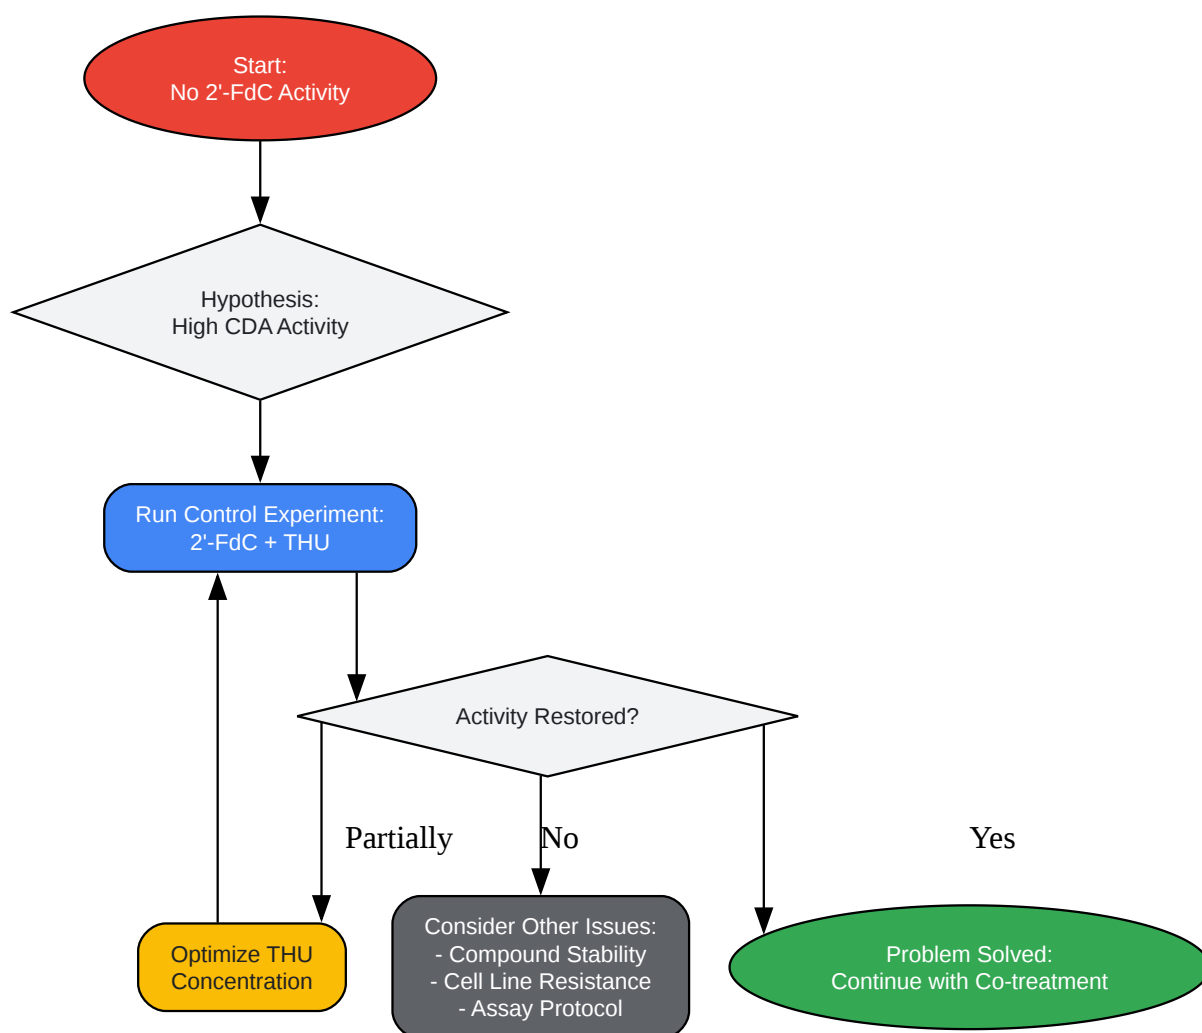 Start:
No 2'-FdC Activity
Hypothesis:
High CDA Activity
Run Control Experiment:
2'-FdC + THU
Activity Restored?
Partially
No
Yes
Optimize THU
Concentration
Consider Other Issues:
- Compound Stability
- Cell Line Resistance
- Assay Protocol
Problem Solved:
Continue with Co-treatment